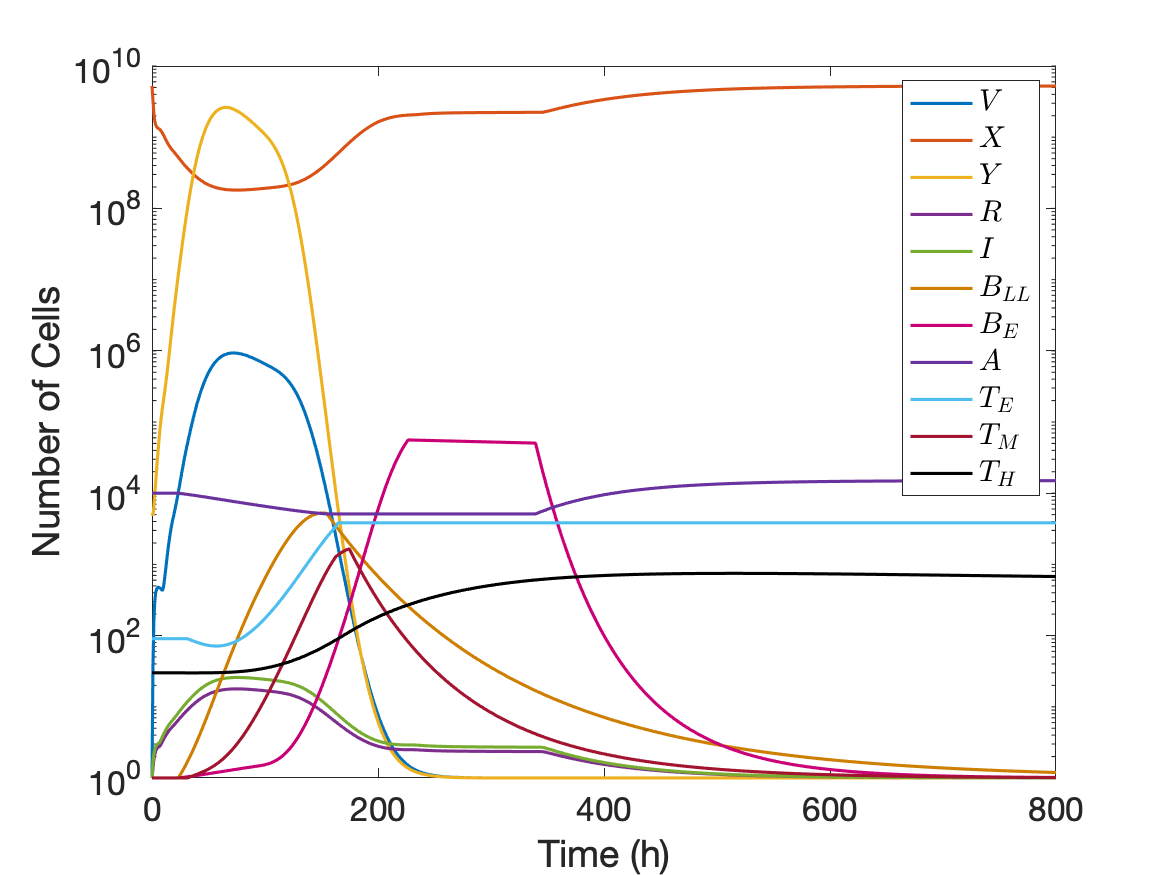 Number of Cells
10^10
10^8
10^6
10^4
10^2
10^0
0 200 400 600 800
Time (h)
V
X
Y
R
I
B_LL
B_E
A
T_E
T_M
T_H